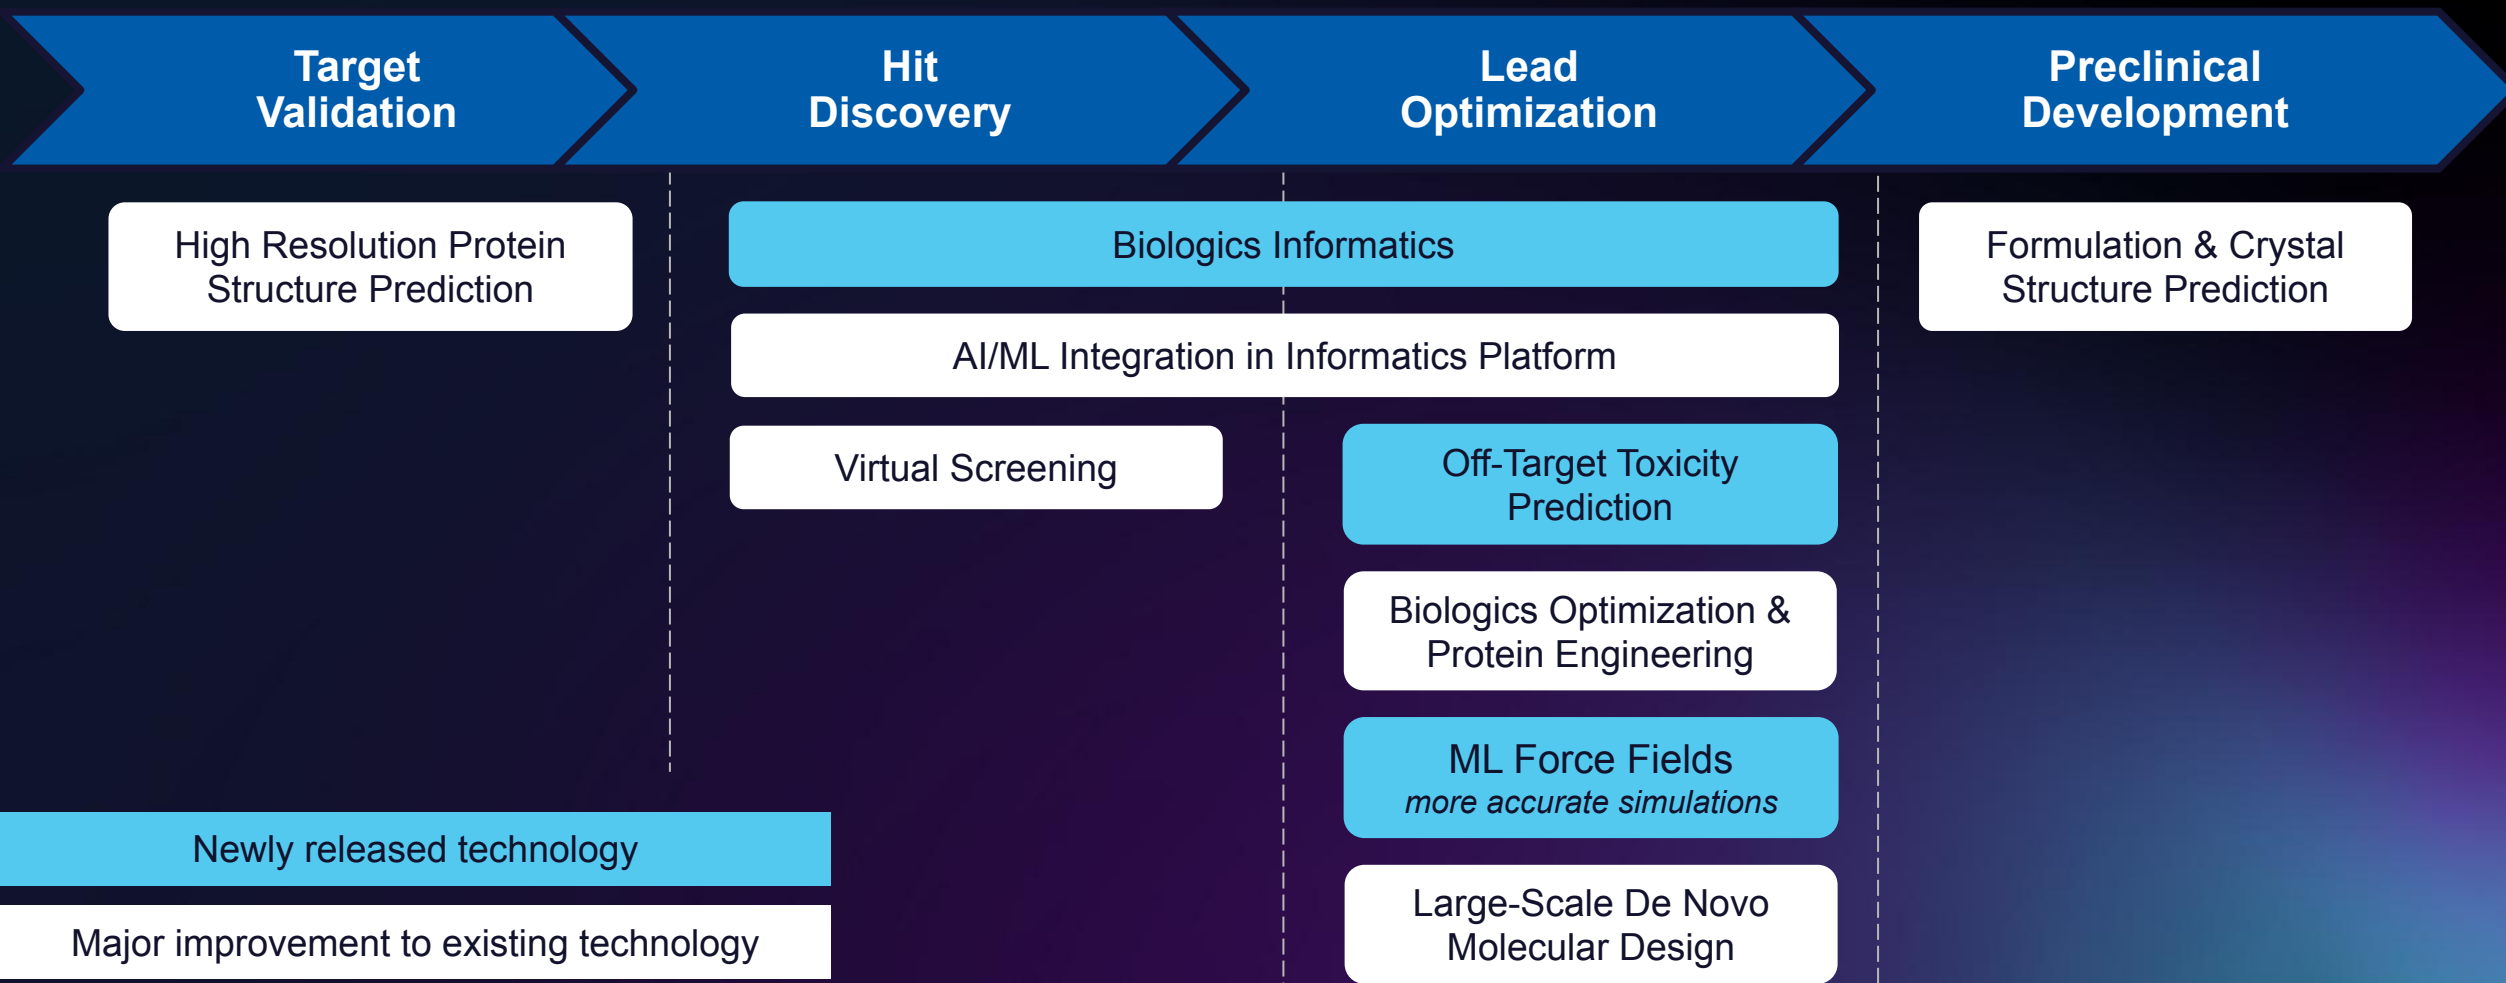 Target
Validation
Hit
Discovery
Lead
Optimization
Preclinical
Development
High Resolution Protein
Structure Prediction
Biologics Informatics
Formulation & Crystal
Structure Prediction
AI/ML Integration in Informatics Platform
Virtual Screening
Off-Target Toxicity
Prediction
Biologics Optimization &
Protein Engineering
ML Force Fields
more accurate simulations
Large-Scale De Novo
Molecular Design
Newly released technology
Major improvement to existing technology